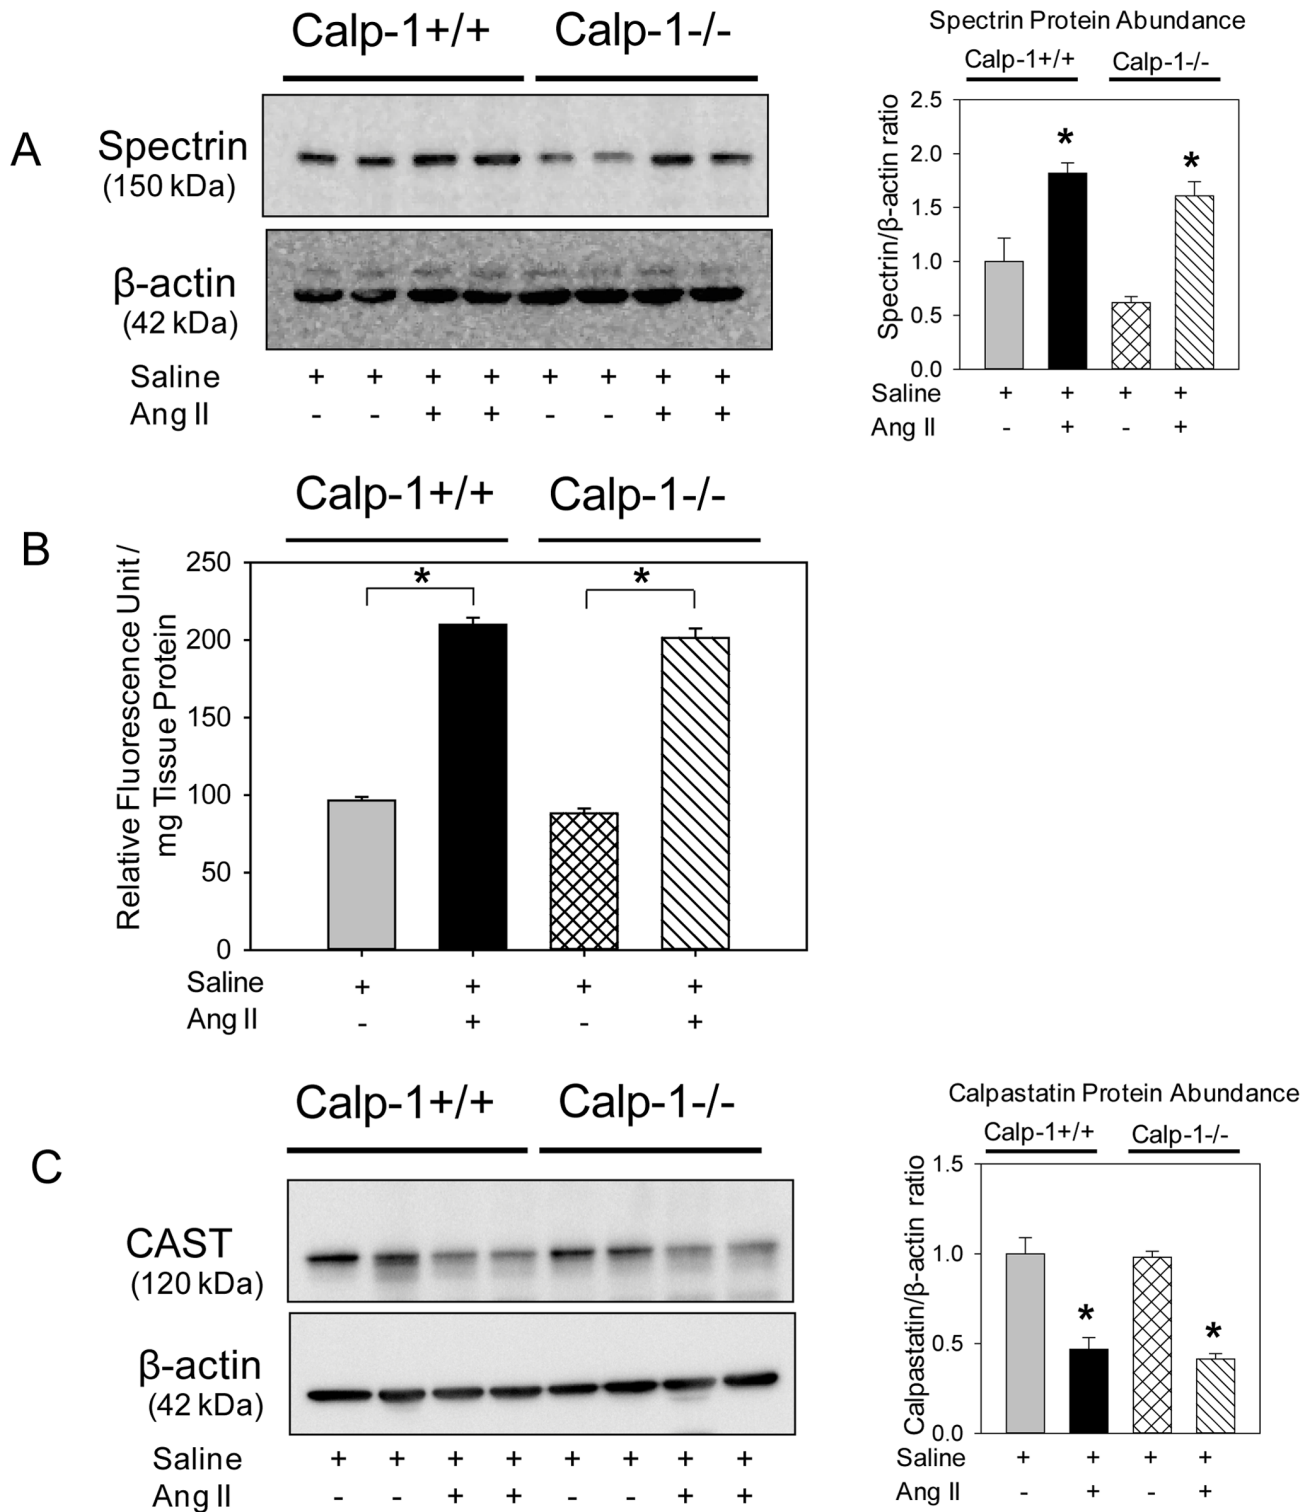 Calp-1+/+ Calp-1-/-
A
Spectrin
(150 kDa)
β-actin
(42 kDa)
Saline + + + + + + + +
Ang II - - + + - - + +
Spectrin Protein Abundance
Calp-1+/+ Calp-1-/-
Spectrin/β-actin ratio
2.5
2.0
1.5
1.0
0.5
0.0
* *
Saline + + + +
Ang II - + - +
B
Calp-1+/+ Calp-1-/-
Relative Fluorescence Unit /
mg Tissue Protein
250
200
150
100
50
0
* *
Saline + + + +
Ang II - + - +
C
Calp-1+/+ Calp-1-/-
CAST
(120 kDa)
β-actin
(42 kDa)
Saline + + + + + + + +
Ang II - - + + - - + +
Calpastatin Protein Abundance
Calp-1+/+ Calp-1-/-
Calpastatin/β-actin ratio
1.5
1.0
0.5
0.0
* *
Saline + + + +
Ang II - + - +